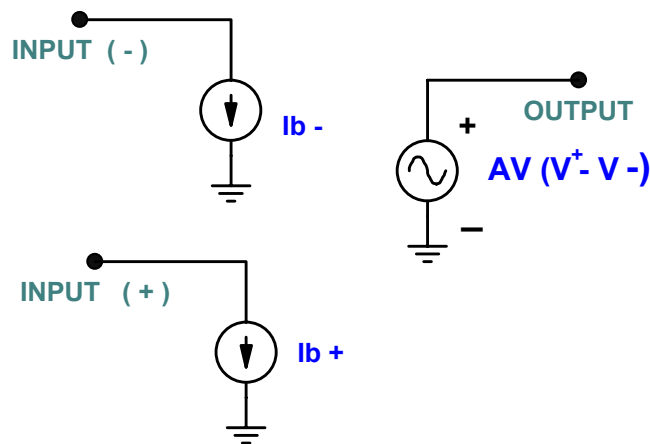 INPUT ( - )
Ib -
OUTPUT
+
AV (V+- V -)
−
INPUT ( + )
Ib +